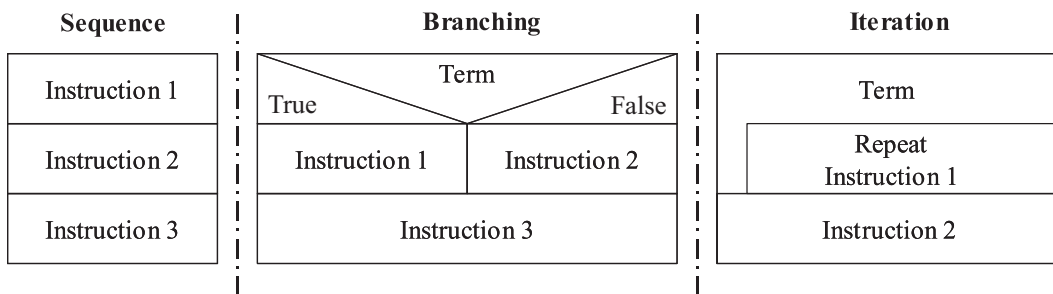 Sequence
Instruction 1
Instruction 2
Instruction 3
Branching
Term
True
False
Instruction 1
Instruction 2
Instruction 3
Iteration
Term
Repeat
Instruction 1
Instruction 2